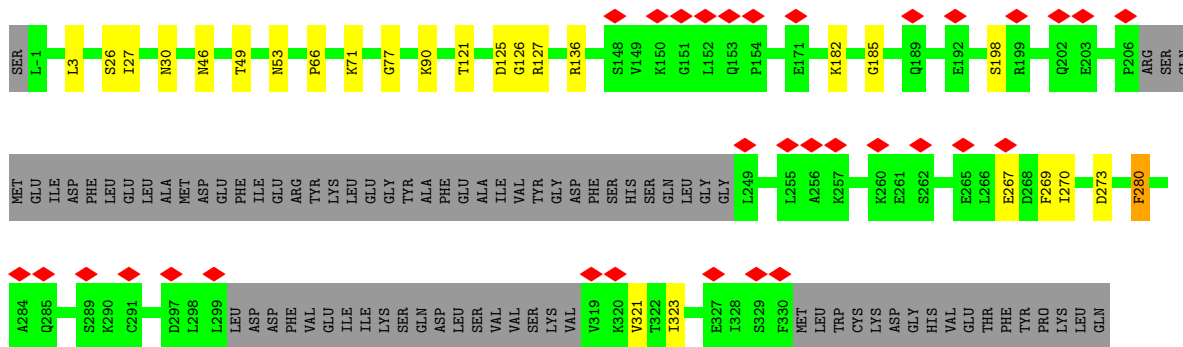 SER L-1 L3 S26 I27 N30 N46 T49 N53 P66 K71 G77 K90 T121 D125 G126 R127 R136 S148 V149 K150 G151 L152 Q153 P154 E171 K182 G185 Q189 E192 S198 R199 Q202 E203 P206 ARG SER GLN
MET GLU ILE ASP PHE LEU GLU LEU ALA MET ASP GLU PHE ILE GLU ARG TYR LYS LEU GLU GLY TYR ALA PHE GLU ALA ILE VAL TYR GLY ASP PHE SER HIS SER GLN LEU GLY GLY L249 L255 A256 K257 K260 E261 S262 E265 L266 E267 D268 F269 I270 D273 F280
A284 Q285 S289 K290 C291 D297 L298 L299 LEU ASP ASP PHE VAL GLU ILE ILE LYS SER GLN ASP LEU SER VAL VAL SER LYS VAL V319 K320 V321 T322 I323 E327 I328 S329 F330 MET LEU TRP CYS LYS ASP GLY HIS VAL GLU THR PHE TYR PRO LYS LEU GLN